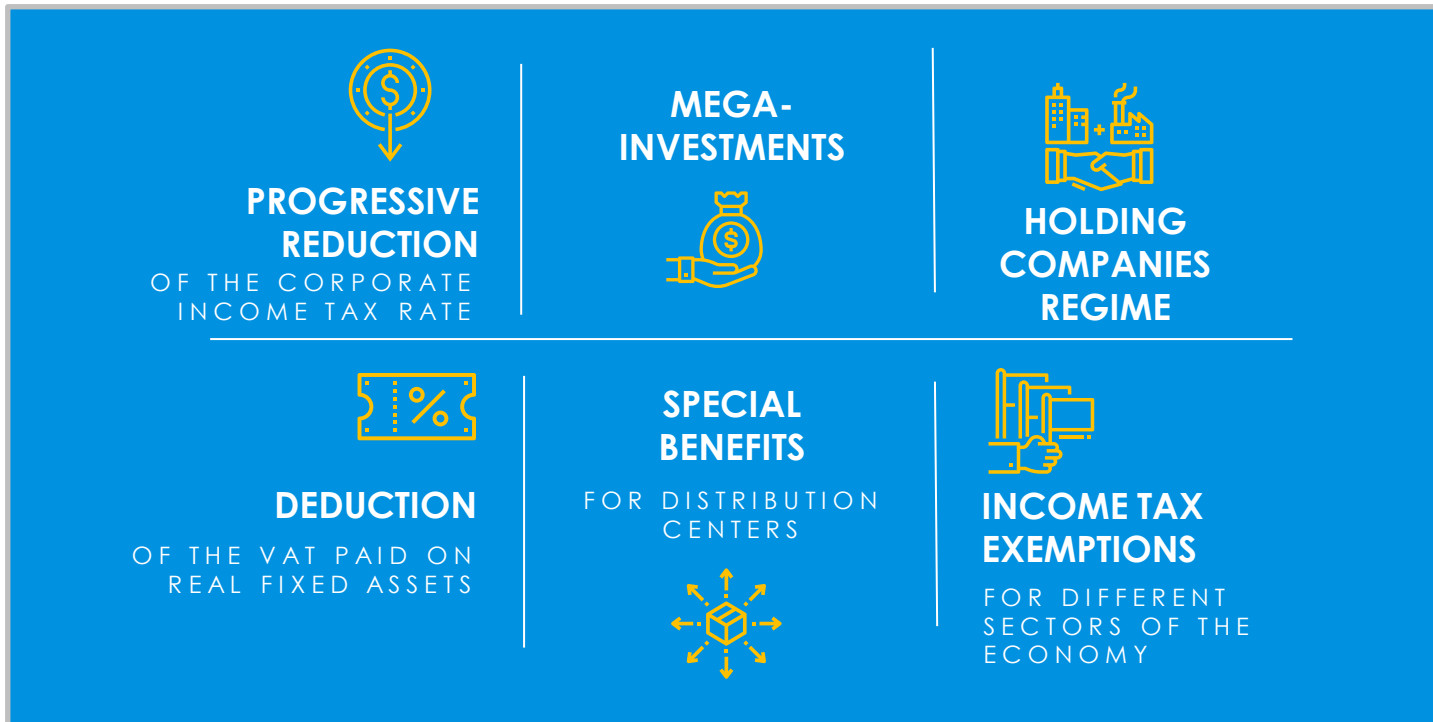 PROGRESSIVE
REDUCTION
OF THE CORPORATE
INCOME TAX RATE
MEGA-
INVESTMENTS
HOLDING
COMPANIES
REGIME
DEDUCTION
OF THE VAT PAID ON
REAL FIXED ASSETS
SPECIAL
BENEFITS
FOR DISTRIBUTION
CENTERS
INCOME TAX
EXEMPTIONS
FOR DIFFERENT
SECTORS OF THE
ECONOMY